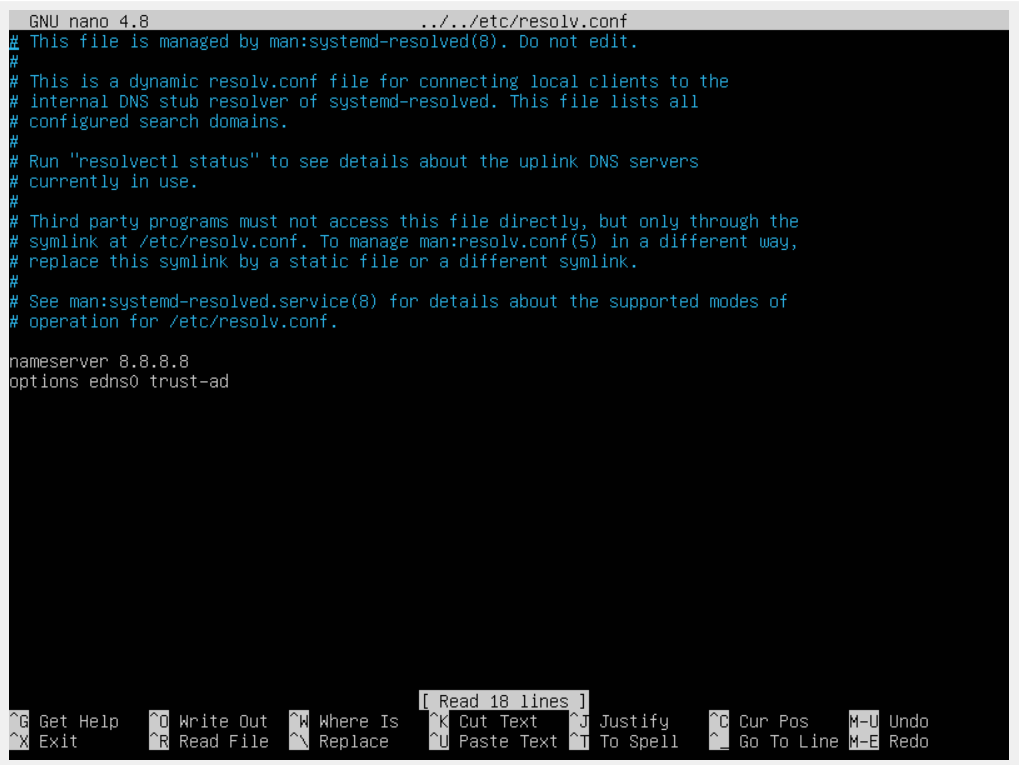 GNU nano 4.8 ../../etc/resolv.conf
# This file is managed by man:systemd-resolved(8). Do not edit.
#
# This is a dynamic resolv.conf file for connecting local clients to the
# internal DNS stub resolver of systemd-resolved. This file lists all
# configured search domains.
#
# Run "resolvectl status" to see details about the uplink DNS servers
# currently in use.
#
# Third party programs must not access this file directly, but only through the
# symlink at /etc/resolv.conf. To manage man:resolv.conf(5) in a different way,
# replace this symlink by a static file or a different symlink.
#
# See man:systemd-resolved.service(8) for details about the supported modes of
# operation for /etc/resolv.conf.
nameserver 8.8.8.8
options edns0 trust-ad
[ Read 18 lines ]
^G Get Help ^O Write Out ^W Where Is ^K Cut Text ^J Justify ^C Cur Pos M-U Undo
^X Exit ^R Read File ^\ Replace ^U Paste Text ^T To Spell ^_ Go To Line M-E Redo